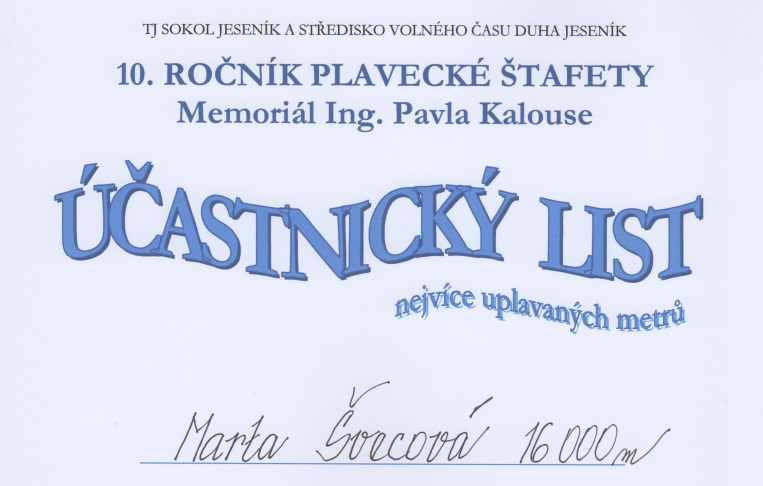 TJ SOKOL JESENÍK A STŘEDISKO VOLNÉHO ČASU DUHA JESENÍK
10. ROČNÍK PLAVECKÉ ŠTAFETY
Memoriál Ing. Pavla Kalouse
ÚČASTNICKÝ LIST
nejvíce uplavaných metrů
Marta Švecová 16 000 m